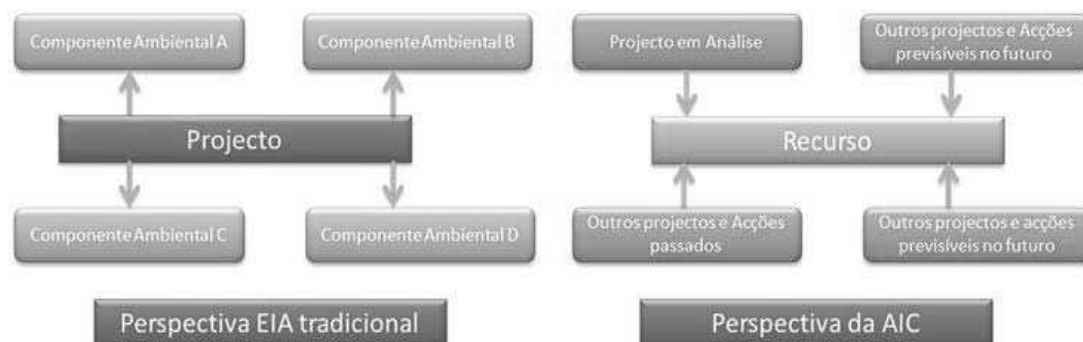 Componente Ambiental A
Componente Ambiental B
Projecto
Componente Ambiental C
Componente Ambiental D
Perspectiva EIA tradicional
Projecto em Análise
Outros projectos e Acções
previsíveis no futuro
Recurso
Outros projectos e Acções
passados
Outros projectos e acções
previsíveis no futuro
Perspectiva da AIC